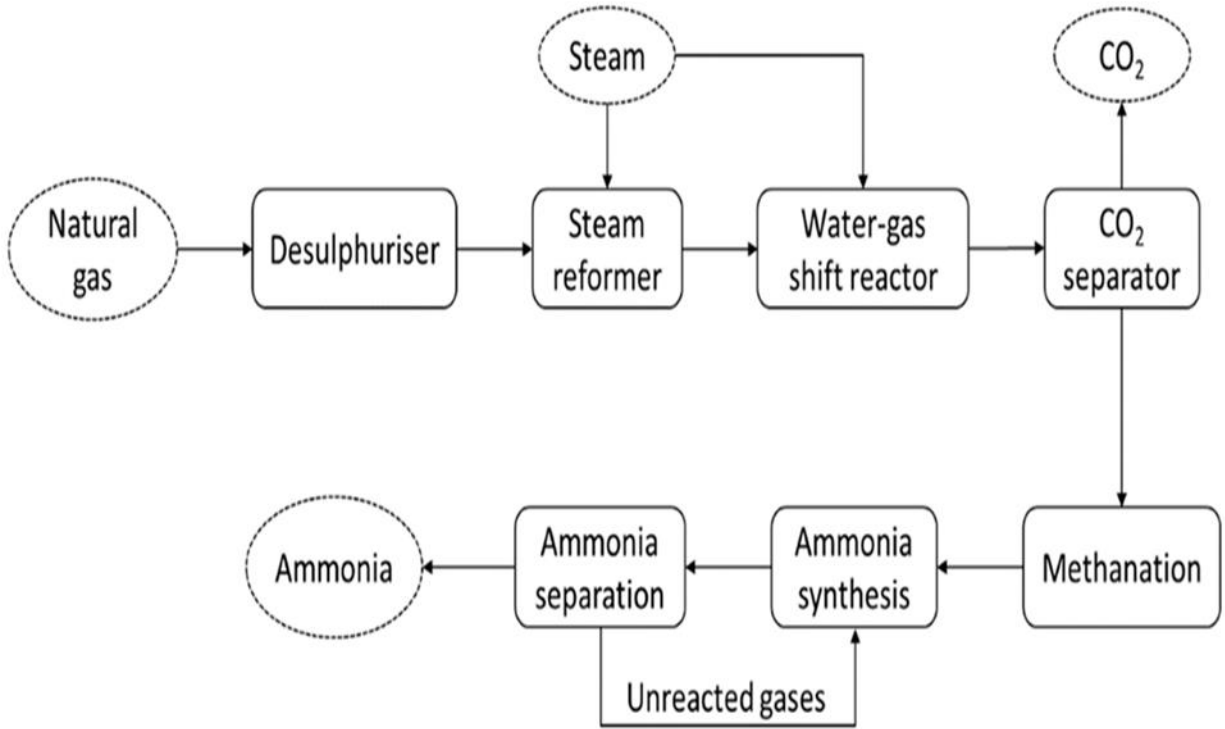 Steam
CO₂
Natural
gas
Desulphuriser
Steam
reformer
Water-gas
shift reactor
CO₂
separator
Ammonia
Ammonia
separation
Ammonia
synthesis
Methanation
Unreacted gases